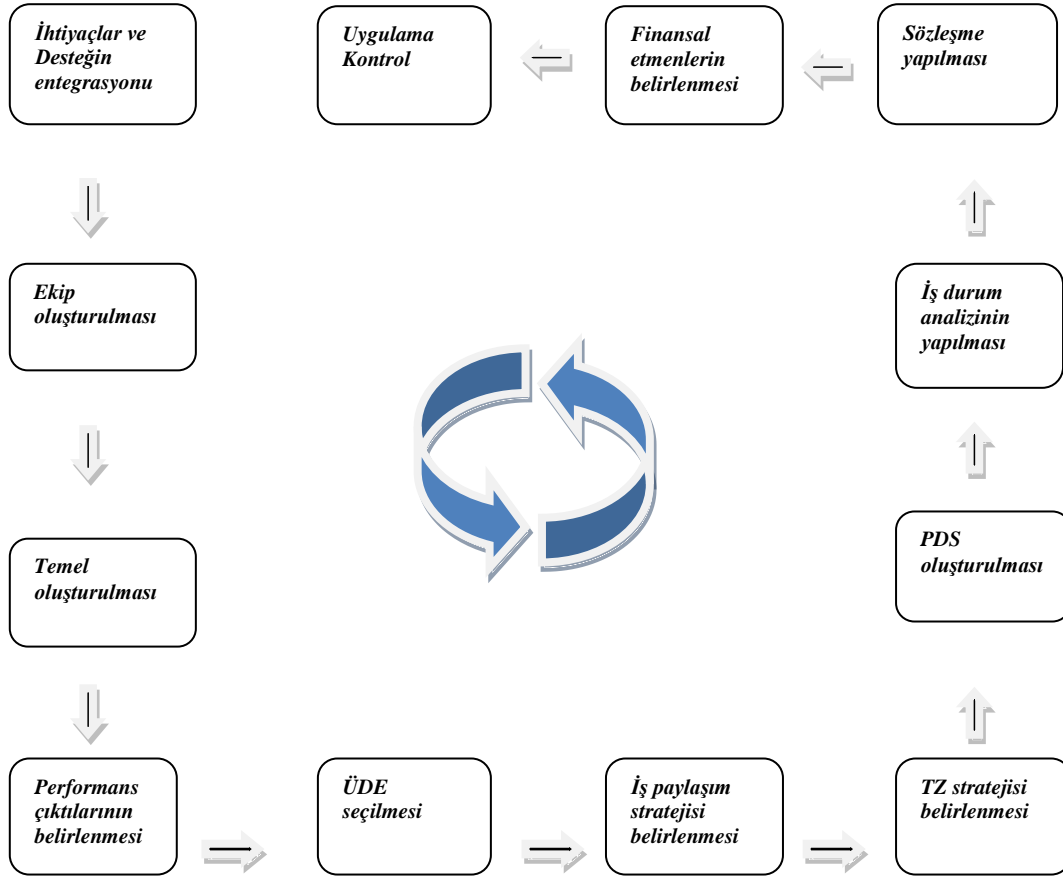 İhtiyaçlar ve
Desteğin
entegrasyonu
Uygulama
Kontrol
Finansal
etmenlerin
belirlenmesi
Sözleşme
yapılması
Ekip
oluşturulması
İş durum
analizinin
yapılması
Temel
oluşturulması
PDS
oluşturulması
Performans
çıktılarının
belirlenmesi
ÜDE
seçilmesi
İş paylaşım
stratejisi
belirlenmesi
TZ stratejisi
belirlenmesi